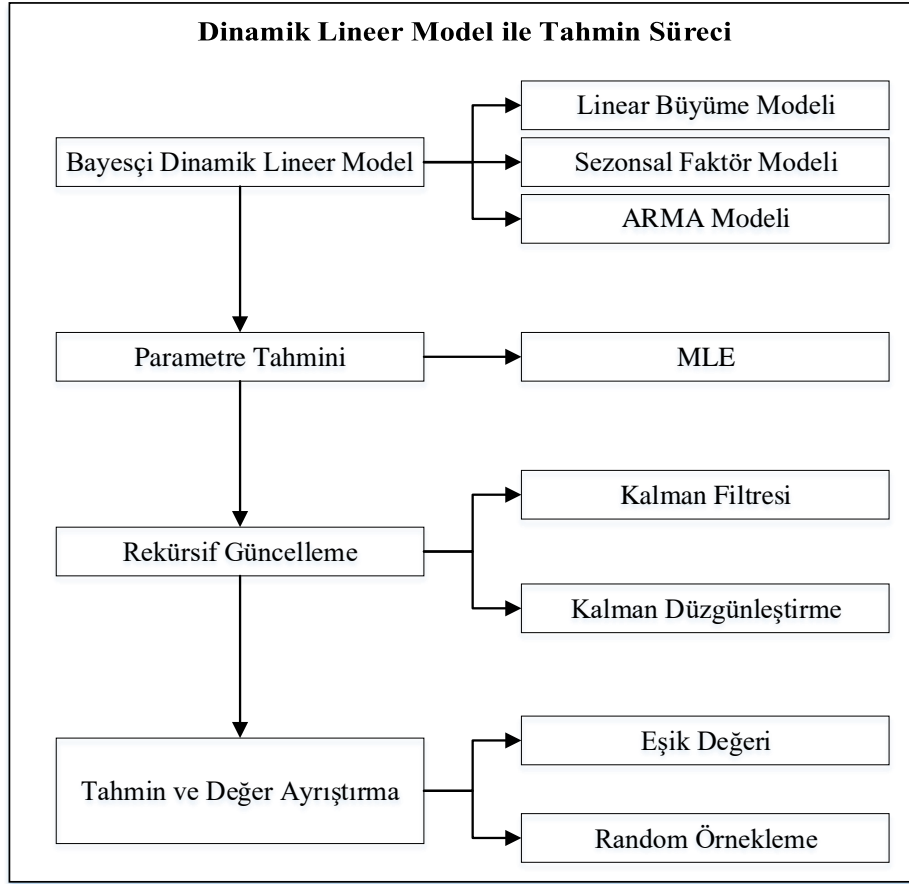 Dinamik Lineer Model ile Tahmin Süreci
Bayesçi Dinamik Lineer Model
Linear Büyüme Modeli
Sezonsal Faktör Modeli
ARMA Modeli
Parametre Tahmini
MLE
Rekürsif Güncelleme
Kalman Filtresi
Kalman Düzgünleştirme
Tahmin ve Değer Ayrıştırma
Eşik Değeri
Random Örnekleme